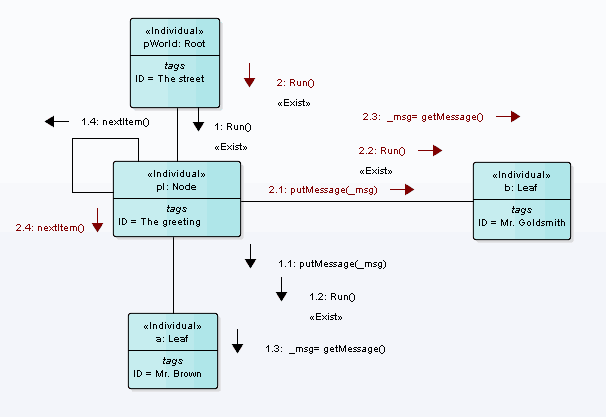 «Individual»
pWorld: Root
tags
ID = The street
2: Run()
«Exist»
1.4: nextItem()
1: Run()
«Exist»
2.3: _msg= getMessage()
2.2: Run()
«Exist»
«Individual»
pI: Node
tags
ID = The greeting
2.1: putMessage(_msg)
«Individual»
b: Leaf
tags
ID = Mr. Goldsmith
2.4: nextItem()
1.1: putMessage(_msg)
1.2: Run()
«Exist»
«Individual»
a: Leaf
tags
ID = Mr. Brown
1.3: _msg= getMessage()